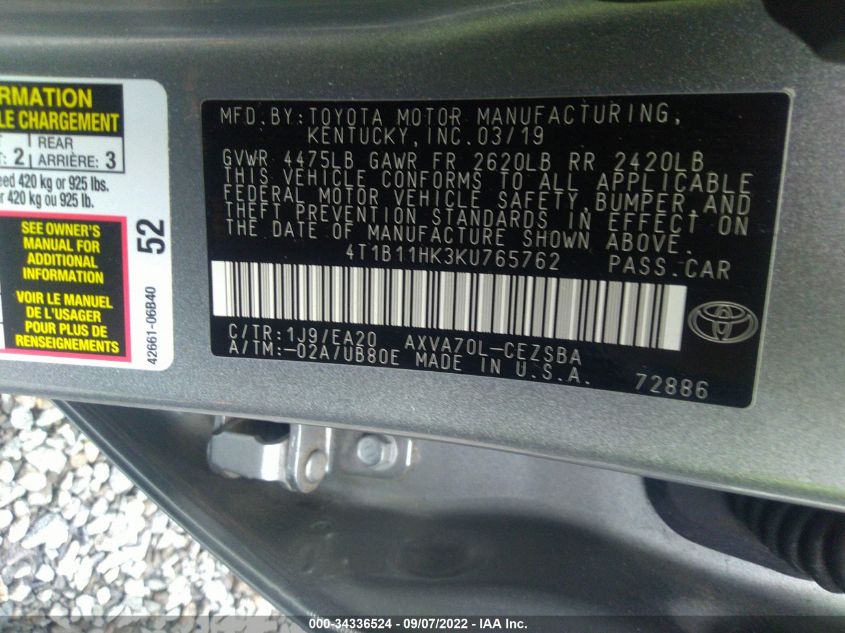 RMATION
LE CHARGEMENT
2 REAR
ARRIÈRE: 3
420 kg or 925 lbs.
420 kg ou 925 lb.
SEE OWNER'S
MANUAL FOR
ADDITIONAL
INFORMATION
VOIR LE MANUEL
DE L'USAGER
POUR PLUS DE
RENSEIGNEMENTS
52
42661-06B40
MFD.BY:TOYOTA MOTOR MANUFACTURING,
KENTUCKY,INC.03/19
GVWR 4475LB GAWR FR 2620LB RR 2420LB
THIS VEHICLE CONFORMS TO ALL APPLICABLE
FEDERAL MOTOR VEHICLE SAFETY,BUMPER,AND
THEFT PREVENTION STANDARDS IN EFFECT ON
THE DATE OF MANUFACTURE SHOWN ABOVE.
4T1B11HK3KU765762 PASS.CAR
C/TR:1J9/EA20 AXVA70L-CEZSBA
A/TM:-02A/UB80E MADE IN U.S.A. 72886
000 - 34336524 - 09/07/2022 - IAA Inc.